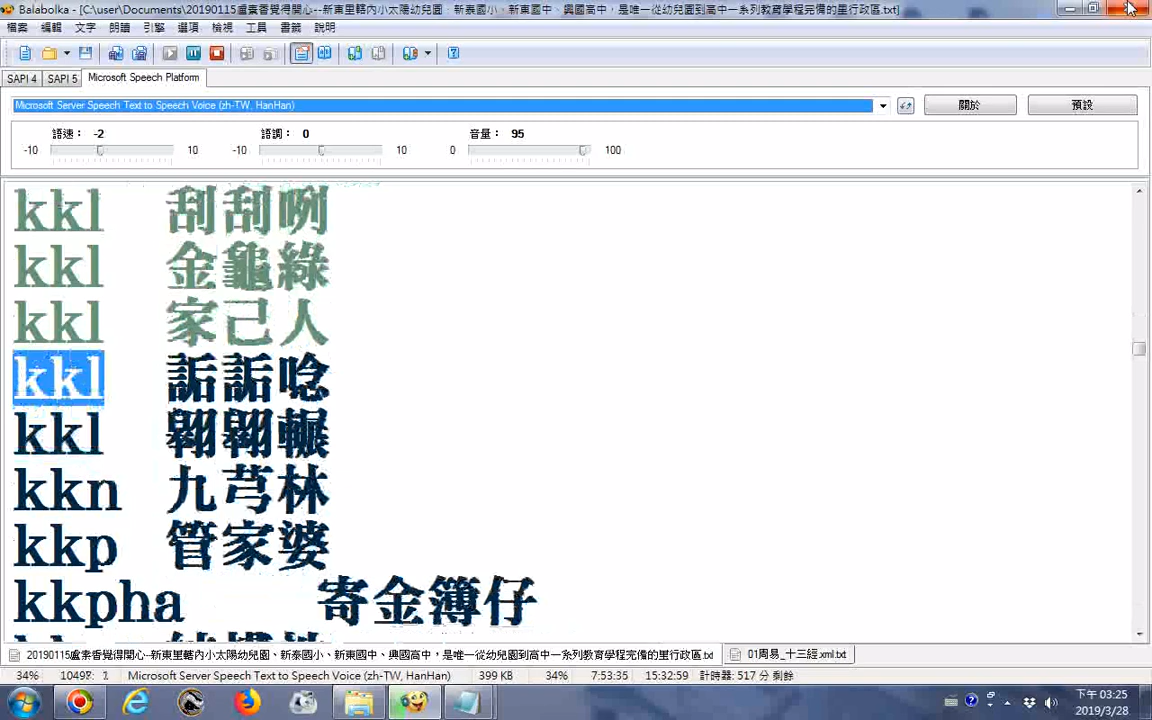 Balabolka - [C:\user\Documents\20190115盧素香覺得開心--新東里轄內小太陽幼兒園、新泰國小、新東國中、興國高中，是唯一從幼兒園到高中一系列教育學程完備的里行政區.txt]
檔案 編輯 文字 朗讀 引擎 選項 檢視 工具 書籤 說明
SAPI 4 SAPI 5 Microsoft Speech Platform
Microsoft Server Speech Text to Speech Voice (zh-TW, HanHan) 關於 預設
語速： -2 語調： 0 音量： 95
-10 10 -10 10 0 100
kkl 刮刮咧
kkl 金龜綠
kkl 家己人
kkl 詬詬唸
kkl 翱翱輾
kkn 九芎林
kkp 管家婆
kkpha 寄金簿仔
20190115盧素香覺得開心--新東里轄內小太陽幼兒園、新泰國小、新東國中、興國高中，是唯一從幼兒園到高中一系列教育學程完備的里行政區.txt 01周易_十三經.xml.txt
34% Microsoft Server Speech Text to Speech Voice (zh-TW, HanHan) 399 KB 34% 7:53:35 15:32:59 計時器: 517 分 剩餘
下午 03:25
2019/3/28